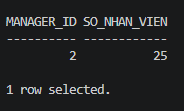 MANAGER_ID SO_NHAN_VIEN
---------- ------------
         2           25

1 row selected.